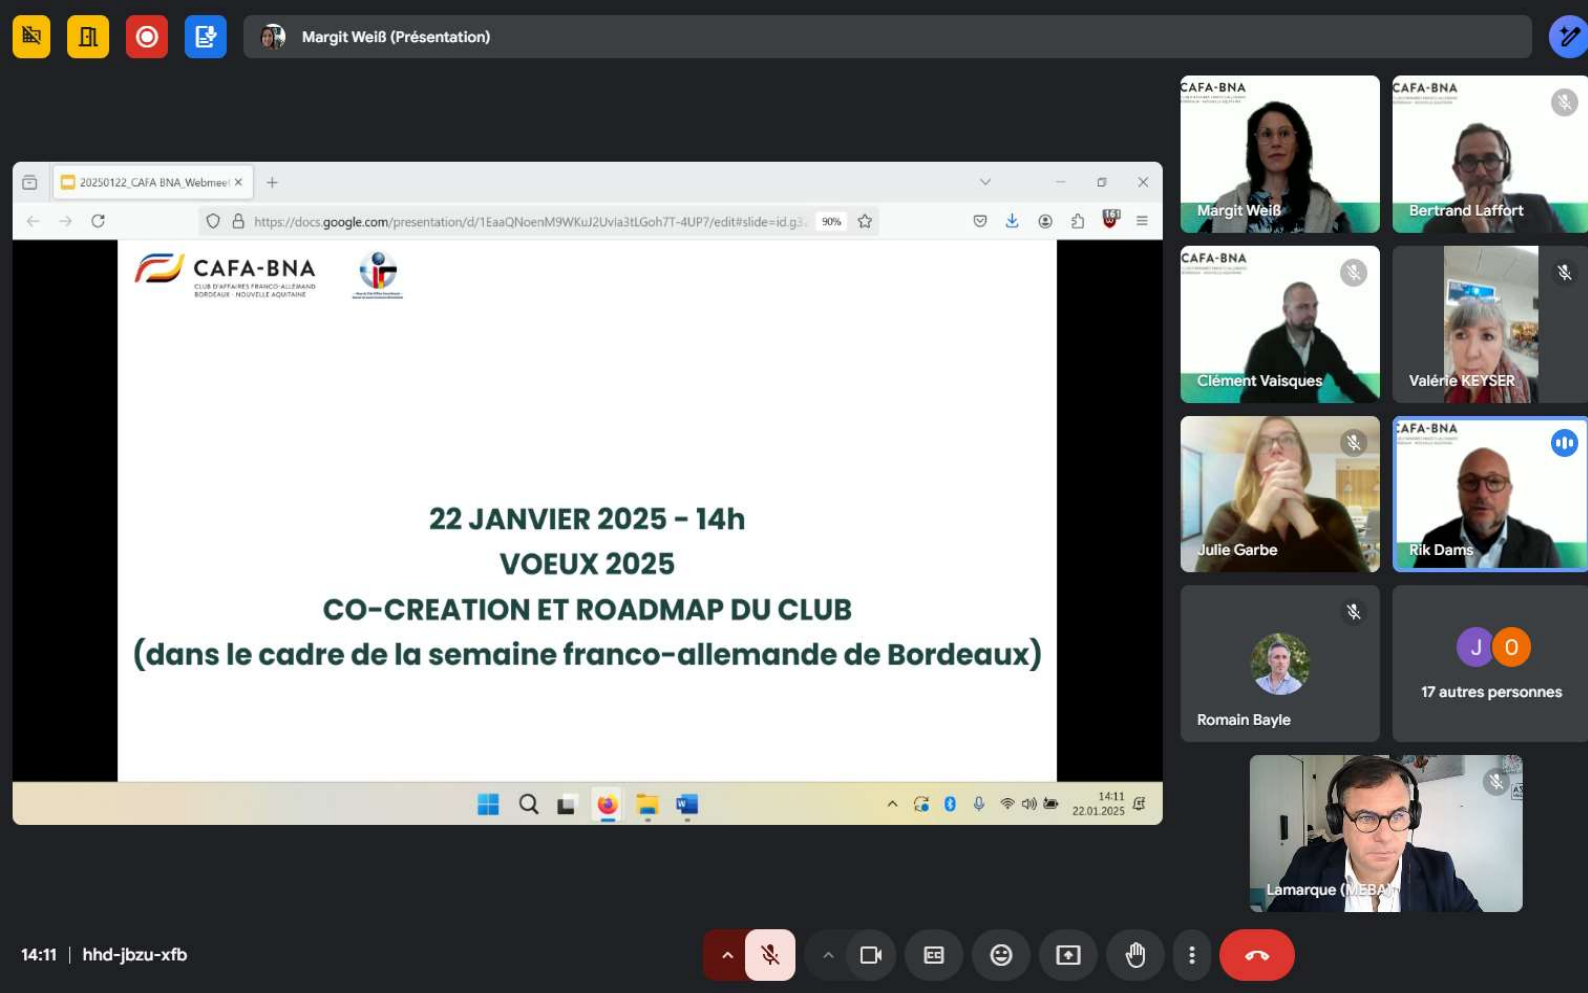 Margit Weiß (Présentation)
20250122_CAFA BNA_Webmeet
https://docs.google.com/presentation/d/1EaaQNoenM9WKuJ2UvIa3tLGoh7T-4UP7/edit#slide=id.g3
90%
161
CAFA-BNA
CLUB D'AFFAIRES FRANCO-ALLEMAND
BORDEAUX · NOUVELLE AQUITAINE
22 JANVIER 2025 - 14h
VOEUX 2025
CO-CREATION ET ROADMAP DU CLUB
(dans le cadre de la semaine franco-allemande de Bordeaux)
14:11
22.01.2025
CAFA-BNA
Margit Weiß
CAFA-BNA
Bertrand Laffort
CAFA-BNA
Clément Vaisques
Valérie KEYSER
Julie Garbe
CAFA-BNA
Rik Dams
Romain Bayle
J
O
17 autres personnes
Lamarque (MEBA)
14:11 | hhd-jbzu-xfb